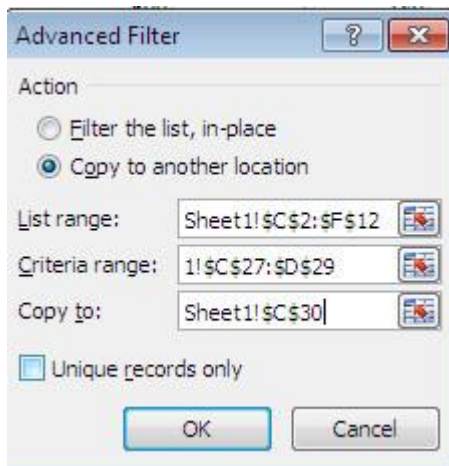 Advanced Filter
Action
Filter the list, in-place
Copy to another location
List range: Sheet1!$C$2:$F$12
Criteria range: 1!$C$27:$D$29
Copy to: Sheet1!$C$30
Unique records only
OK Cancel